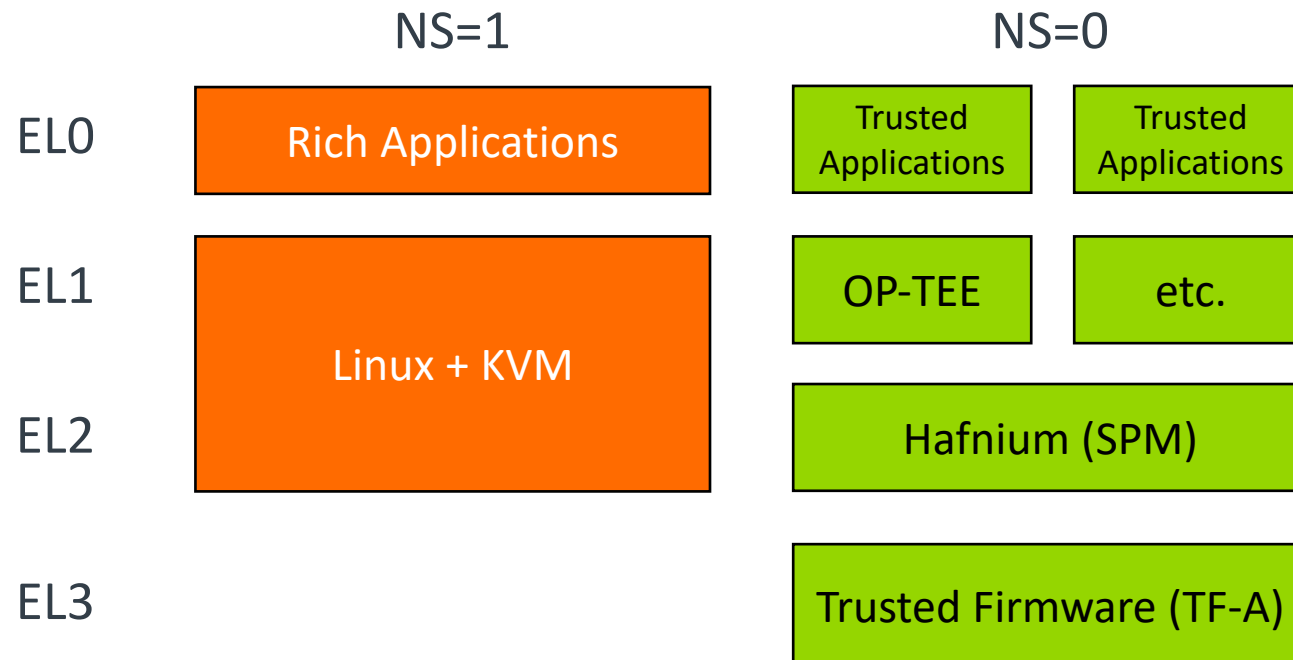 NS=1
NS=0
EL0
Rich Applications
Trusted
Applications
Trusted
Applications
EL1
OP-TEE
etc.
Linux + KVM
EL2
Hafnium (SPM)
EL3
Trusted Firmware (TF-A)